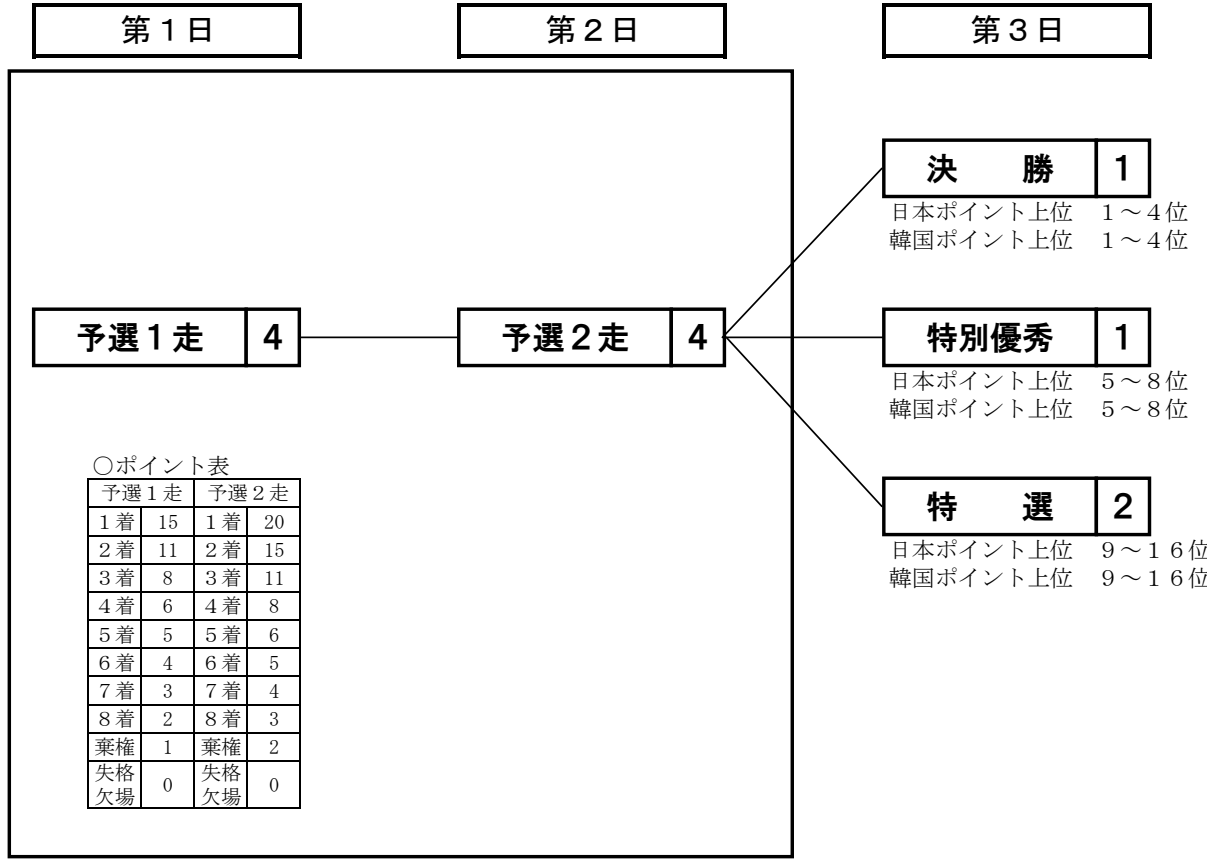 第１日
第２日
第３日
決　勝 1
日本ポイント上位　１～４位
韓国ポイント上位　１～４位
予選１走 4
予選２走 4
特別優秀 1
日本ポイント上位　５～８位
韓国ポイント上位　５～８位
特　選 2
日本ポイント上位　９～１６位
韓国ポイント上位　９～１６位
○ポイント表
予選１走 予選２走
１着 15 １着 20
２着 11 ２着 15
３着 8 ３着 11
４着 6 ４着 8
５着 5 ５着 6
６着 4 ６着 5
７着 3 ７着 4
８着 2 ８着 3
棄権 1 棄権 2
失格 欠場 0 失格 欠場 0